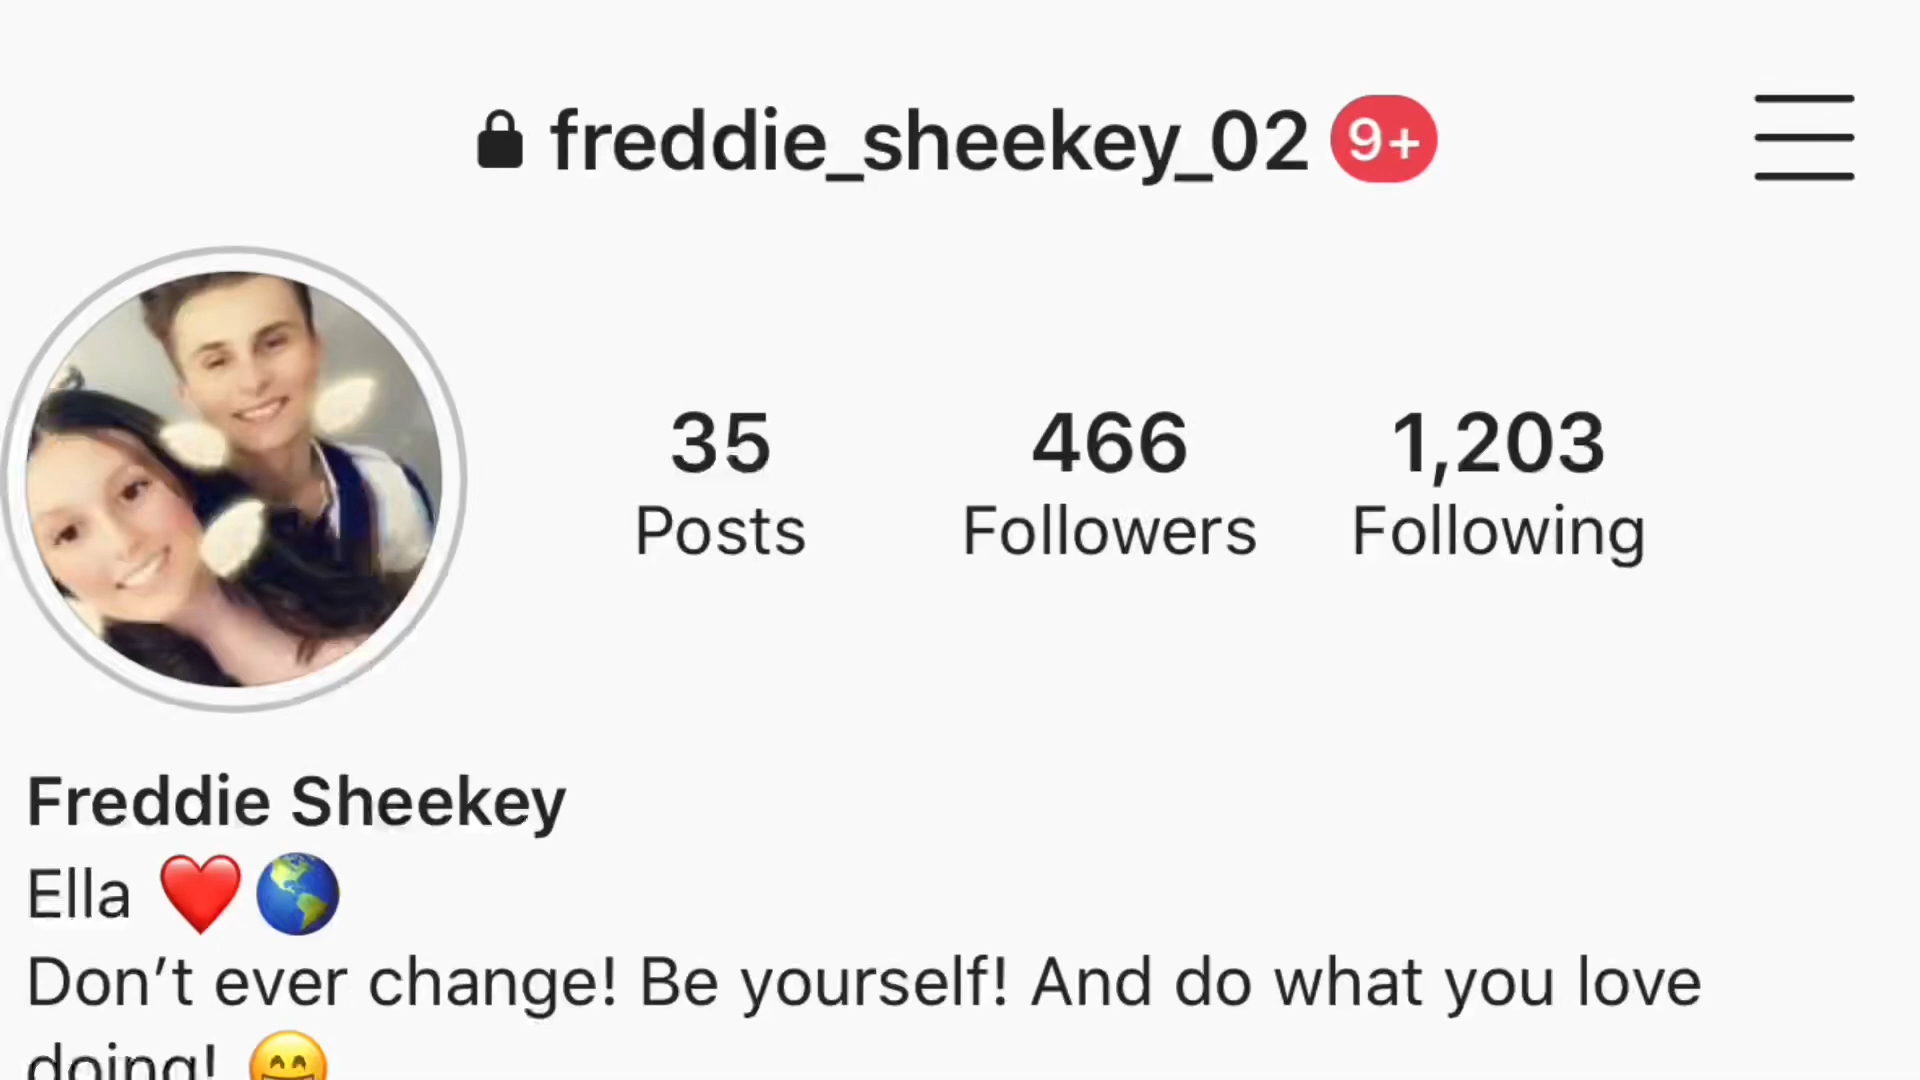 freddie_sheekey_02 9+
35 466 1,203
Posts Followers Following
Freddie Sheekey
Ella ❤️🌎
Don’t ever change! Be yourself! And do what you love
doing! 😁